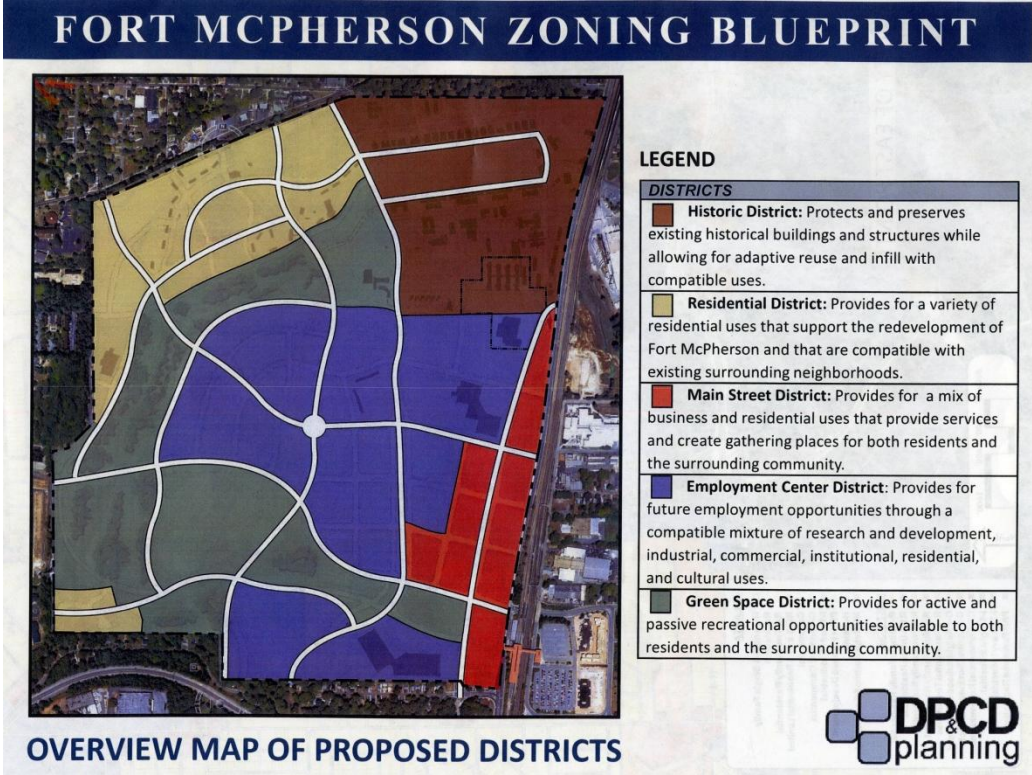 FORT MCPHERSON ZONING BLUEPRINT
LEGEND
DISTRICTS
Historic District: Protects and preserves
existing historical buildings and structures while
allowing for adaptive reuse and infill with
compatible uses.
Residential District: Provides for a variety of
residential uses that support the redevelopment of
Fort McPherson and that are compatible with
existing surrounding neighborhoods.
Main Street District: Provides for a mix of
business and residential uses that provide services
and create gathering places for both residents and
the surrounding community.
Employment Center District: Provides for
future employment opportunities through a
compatible mixture of research and development,
industrial, commercial, institutional, residential,
and cultural uses.
Green Space District: Provides for active and
passive recreational opportunities available to both
residents and the surrounding community.
OVERVIEW MAP OF PROPOSED DISTRICTS
DP&CD
planning